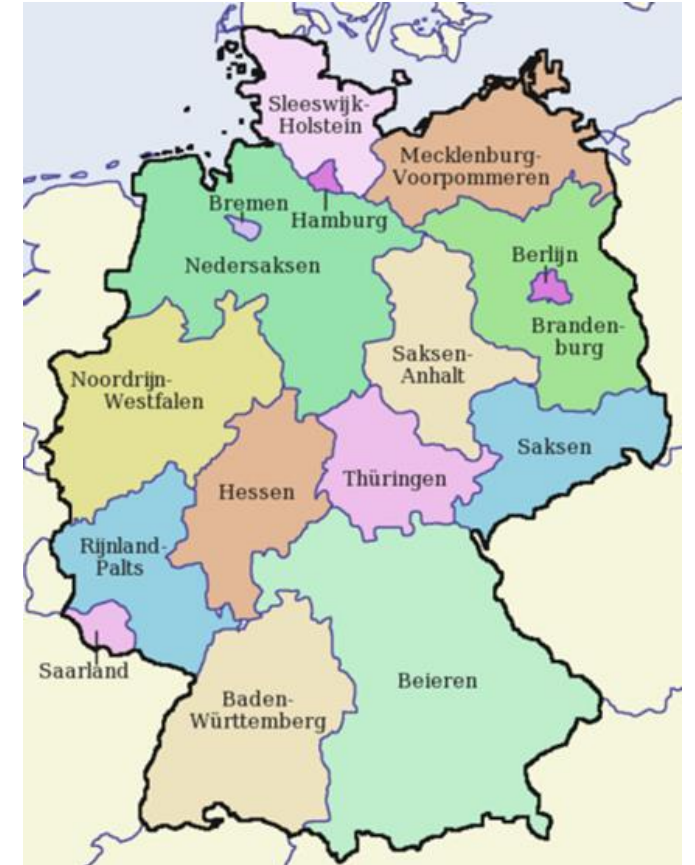 Sleeswijk-
Holstein
Mecklenburg-
Voorpommeren
Bremen
Hamburg
Nedersaksen
Berlijn
Branden-
burg
Saksen-
Anhalt
Noordrijn-
Westfalen
Saksen
Thüringen
Hessen
Rijnland-
Palts
Saarland
Beieren
Baden-
Württemberg